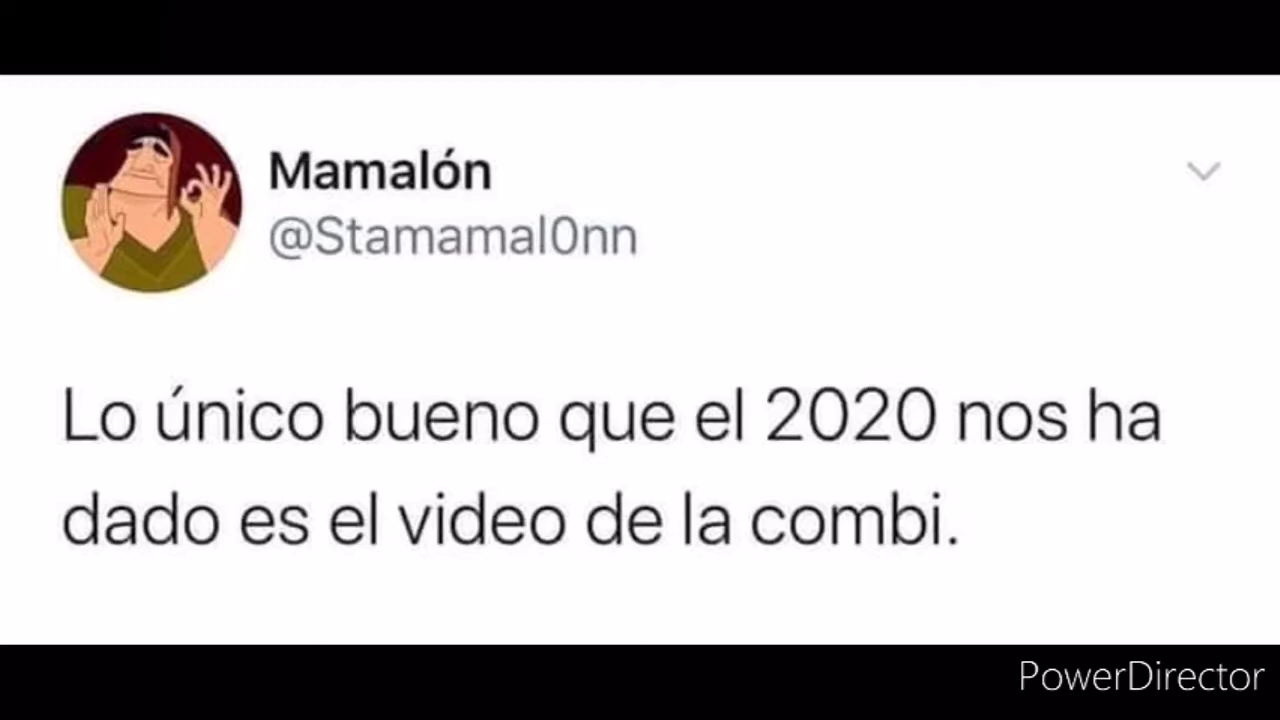 Mamalón
@Stamamal0nn
Lo único bueno que el 2020 nos ha
dado es el video de la combi.
PowerDirector